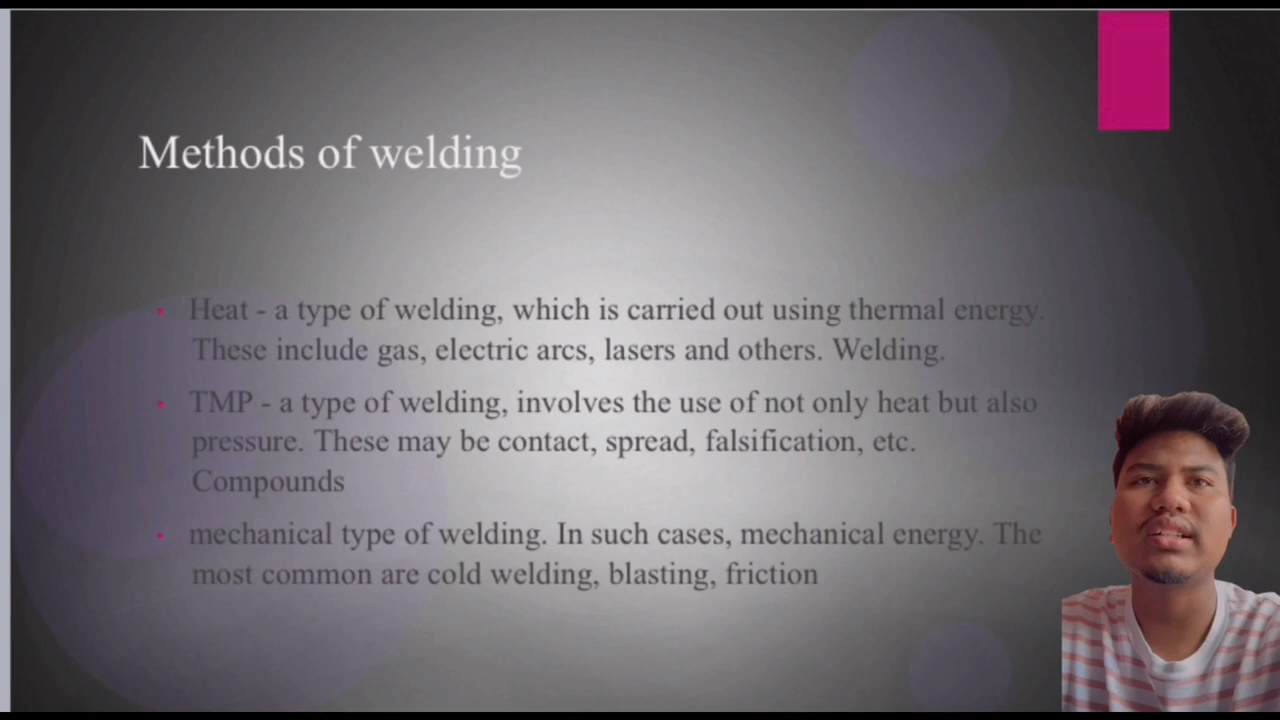 Methods of welding
Heat - a type of welding, which is carried out using thermal energy.
These include gas, electric arcs, lasers and others. Welding.
TMP - a type of welding, involves the use of not only heat but also
pressure. These may be contact, spread, falsification, etc.
Compounds
mechanical type of welding. In such cases, mechanical energy. The
most common are cold welding, blasting, friction